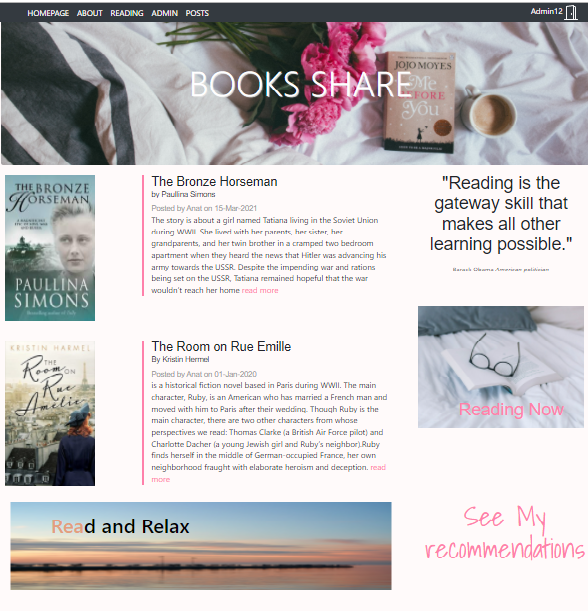 HOMEPAGE ABOUT READING ADMIN POSTS
Admin12
BOOKS SHARE
JOJO MOYES
Me
BEFORE
You
THE BRONZE
HORSEMAN
PAULLINA
SIMONS
The Bronze Horseman
by Paullina Simons
Posted by Anat on 15-Mar-2021
The story is about a girl named Tatiana living in the Soviet Union
during WWII. She lived with her parents, her sister, her
grandparents, and her twin brother in a cramped two bedroom
apartment when they heard the news that Hitler was advancing his
army towards the USSR. Despite the impending war and rations
being set on the USSR, Tatiana remained hopeful that the war
wouldn't reach her home read more
"Reading is the
gateway skill that
makes all other
learning possible."
Barack Obama American politician
Reading Now
KRISTIN HARMEL
THE
Room ON
Rue
Amélie
The Room on Rue Emille
By Kristin Hermel
Posted by Anat on 01-Jan-2020
is a historical fiction novel based in Paris during WWII. The main
character, Ruby, is an American who has married a French man and
moved with him to Paris after their wedding. Though Ruby is the
main character, there are two other characters from whose
perspectives we read: Thomas Clarke (a British Air Force pilot) and
Charlotte Dacher (a young Jewish girl and Ruby's neighbor).Ruby
finds herself in the middle of German-occupied France, her own
neighborhood fraught with elaborate heroism and deception. read
more
Read and Relax
See My
recommendations